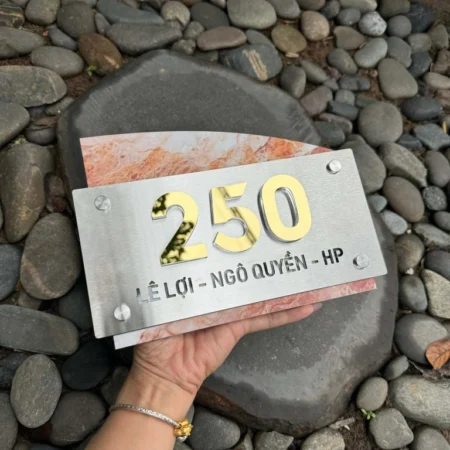 250
LÊ LỢI - NGÔ QUYỀN - HP